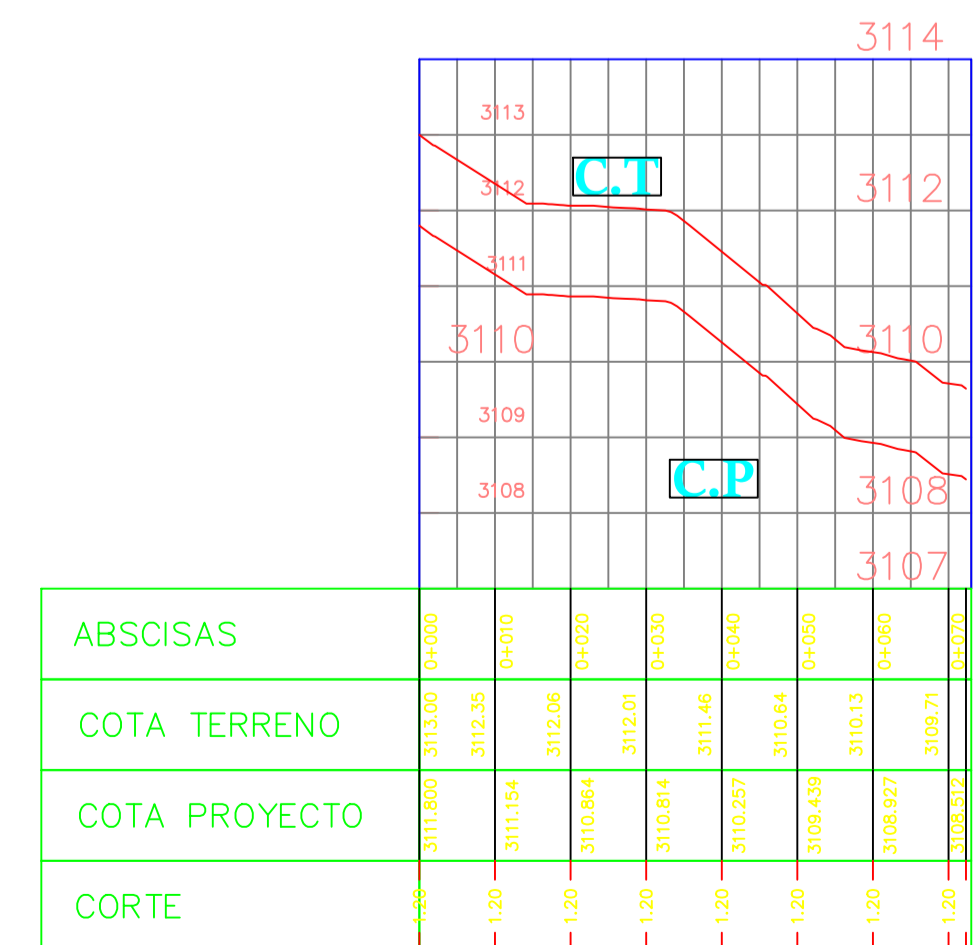 3114
3113
C.T
3112
3112
3111
3110
3110
3109
C.P
3108
3108
3107
ABSCISAS 0+000 0+010 0+020 0+030 0+040 0+050 0+060 0+070
COTA TERRENO 3113.00 3112.35 3112.06 3112.01 3111.46 3110.64 3110.13 3109.71
COTA PROYECTO 3111.800 3111.154 3110.864 3110.814 3110.257 3109.439 3108.927 3108.512
CORTE 1.20 1.20 1.20 1.20 1.20 1.20 1.20 1.20